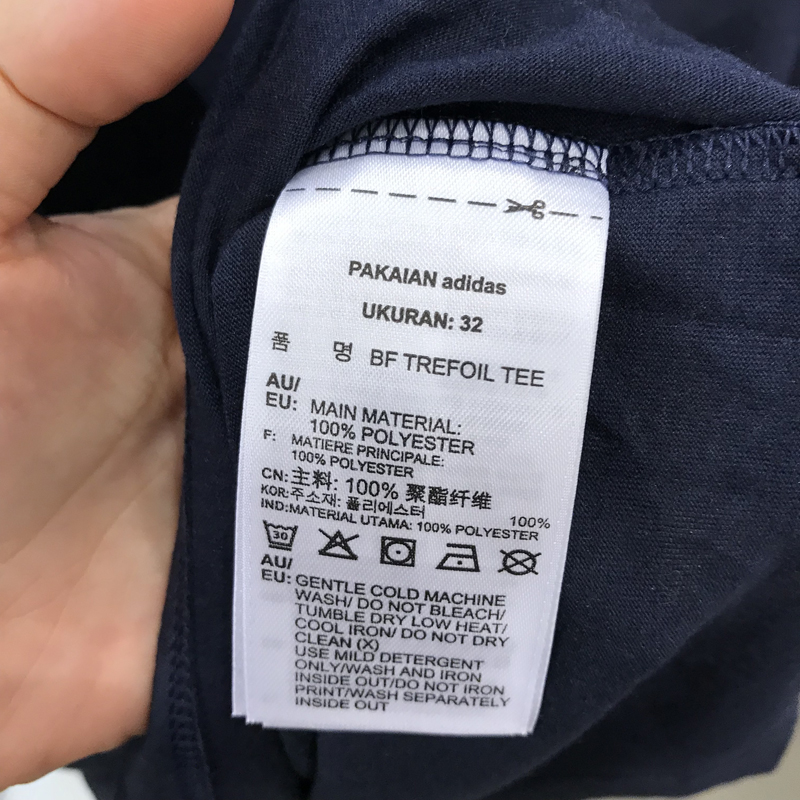 PAKAIAN adidas
UKURAN: 32
품 명 BF TREFOIL TEE
AU/
EU: MAIN MATERIAL:
100% POLYESTER
F: MATIERE PRINCIPALE:
100% POLYESTER
CN:主料: 100% 聚酯纤维
KOR:주소재: 폴리에스터 100%
IND:MATERIAL UTAMA: 100% POLYESTER
30
AU/
EU: GENTLE COLD MACHINE
WASH/ DO NOT BLEACH/
TUMBLE DRY LOW HEAT/
COOL IRON/ DO NOT DRY
CLEAN (X)
USE MILD DETERGENT
ONLY/WASH AND IRON
INSIDE OUT/DO NOT IRON
PRINT/WASH SEPARATELY
INSIDE OUT